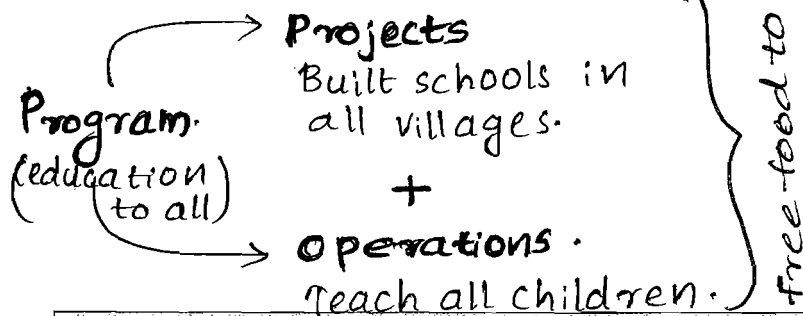 Projects
Built schools in
all villages.
Program.
(education
to all)
+
Operations.
Teach all children.
free food to